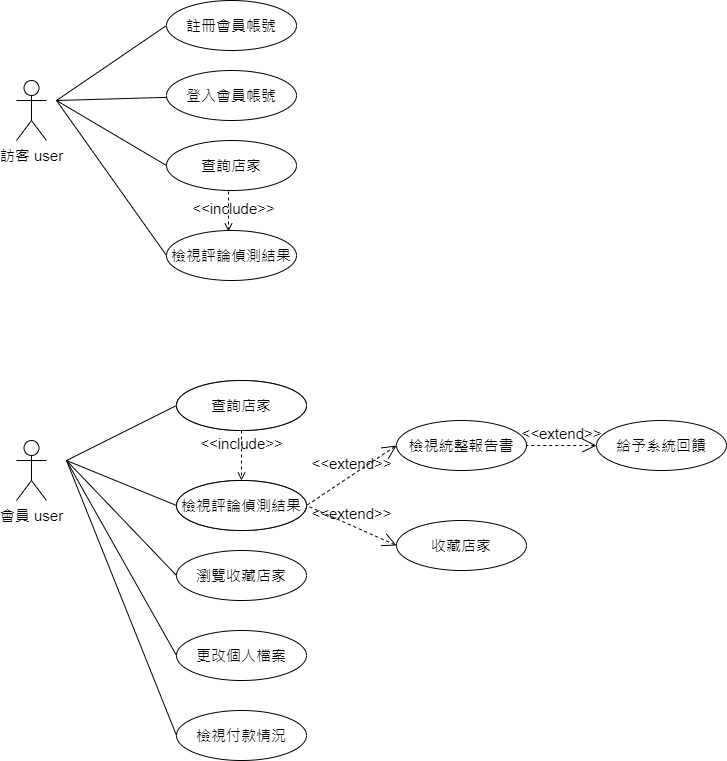 註冊會員帳號
登入會員帳號
訪客 user
查詢店家
<<include>>
檢視評論偵測結果
查詢店家
<<include>>
檢視統整報告書
<<extend>>
給予系統回饋
<<extend>>
會員 user
檢視評論偵測結果
<<extend>>
收藏店家
瀏覽收藏店家
更改個人檔案
檢視付款情況